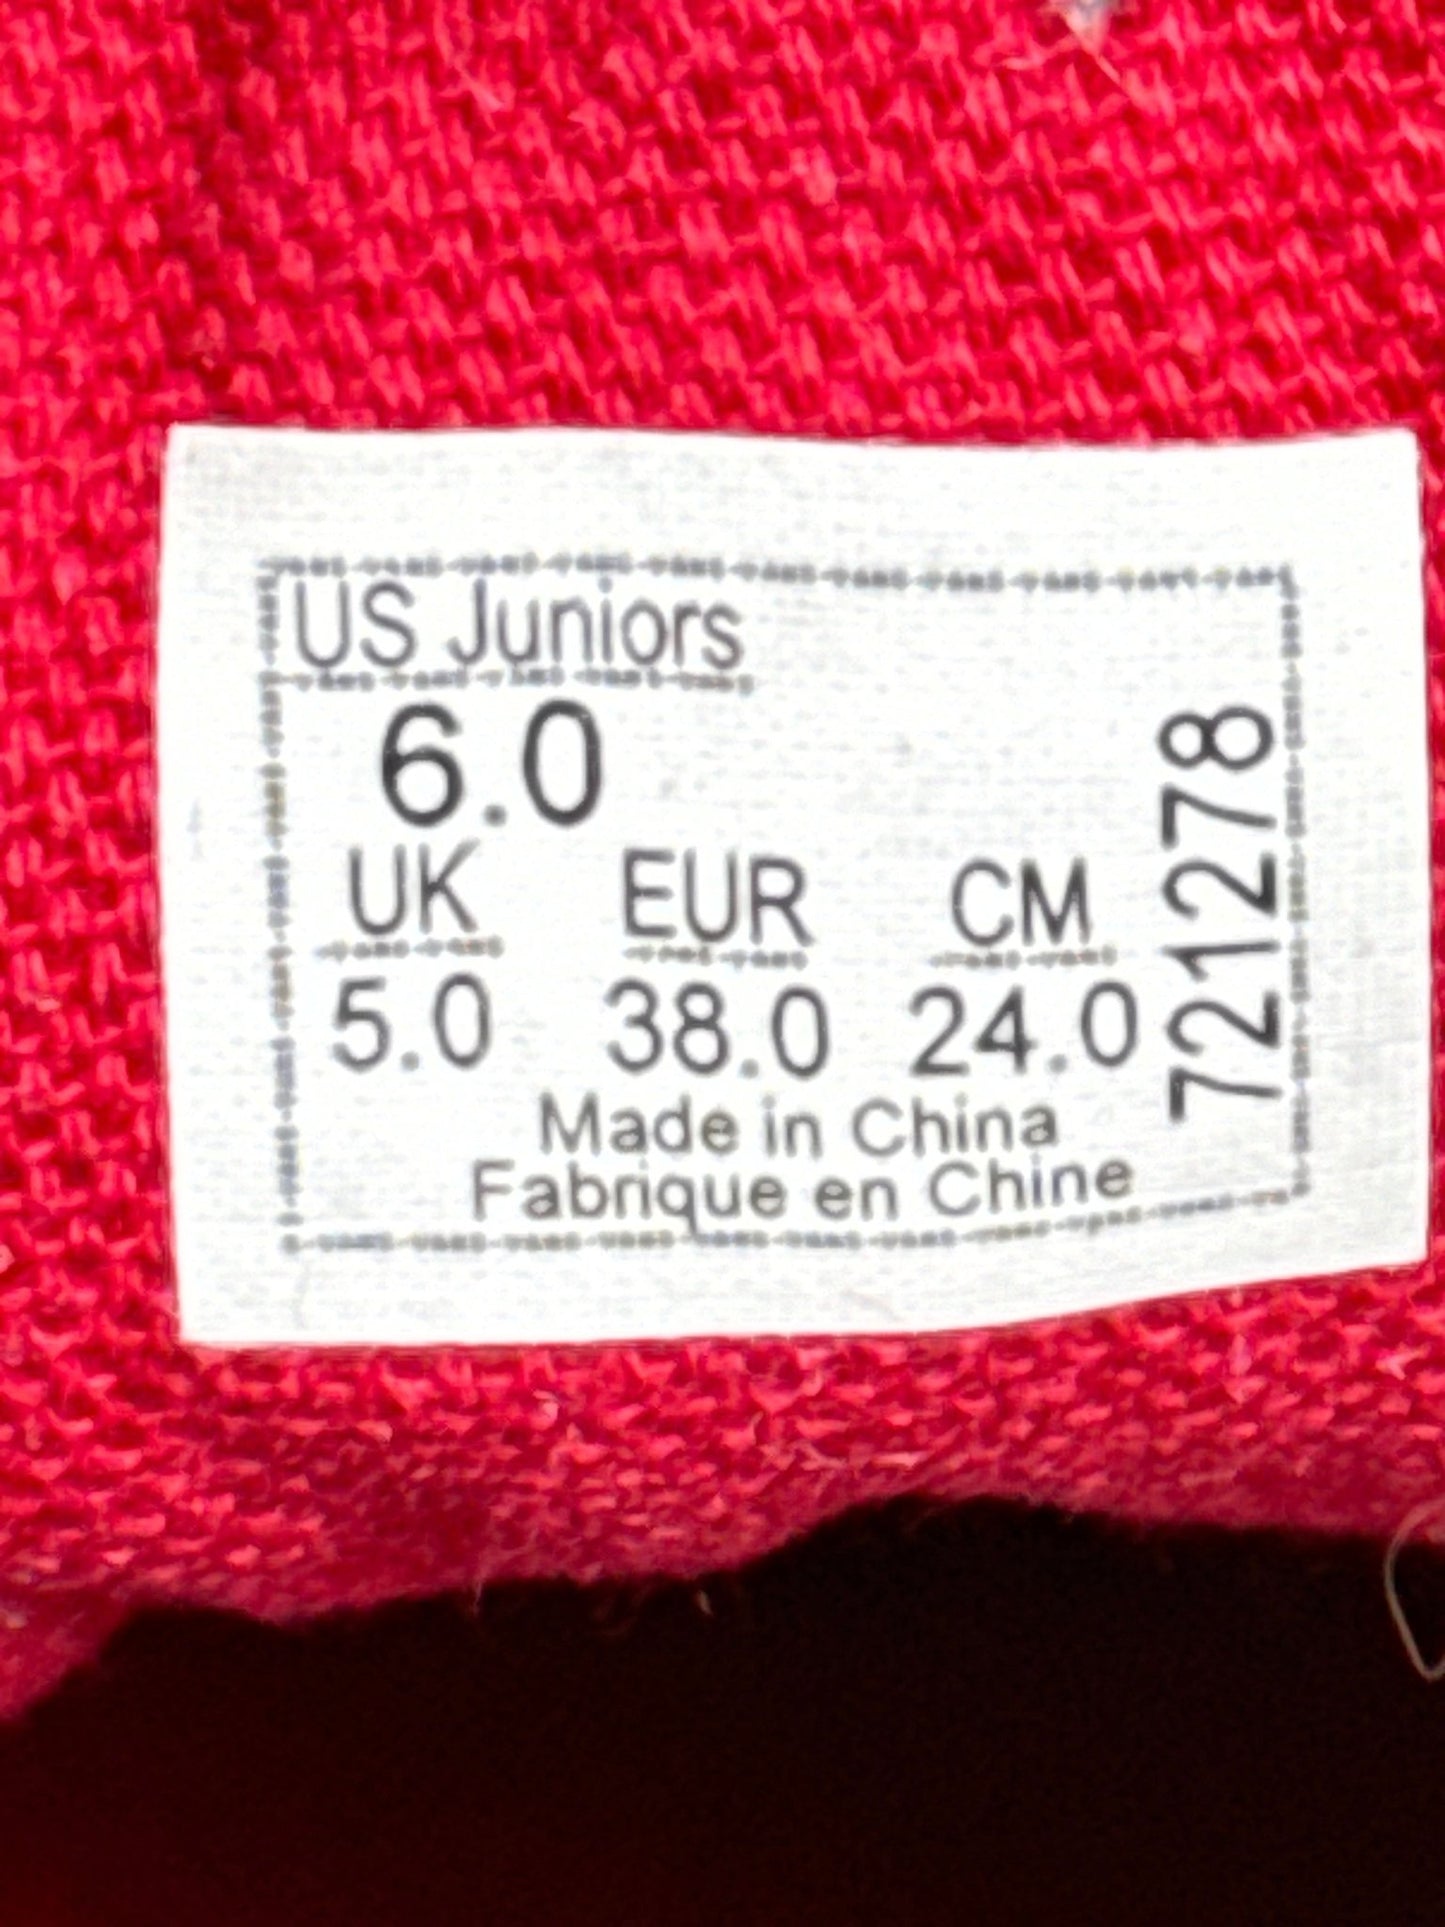 US Juniors
6.0
UK EUR CM
5.0 38.0 24.0
Made in China
Fabrique en Chine
721278